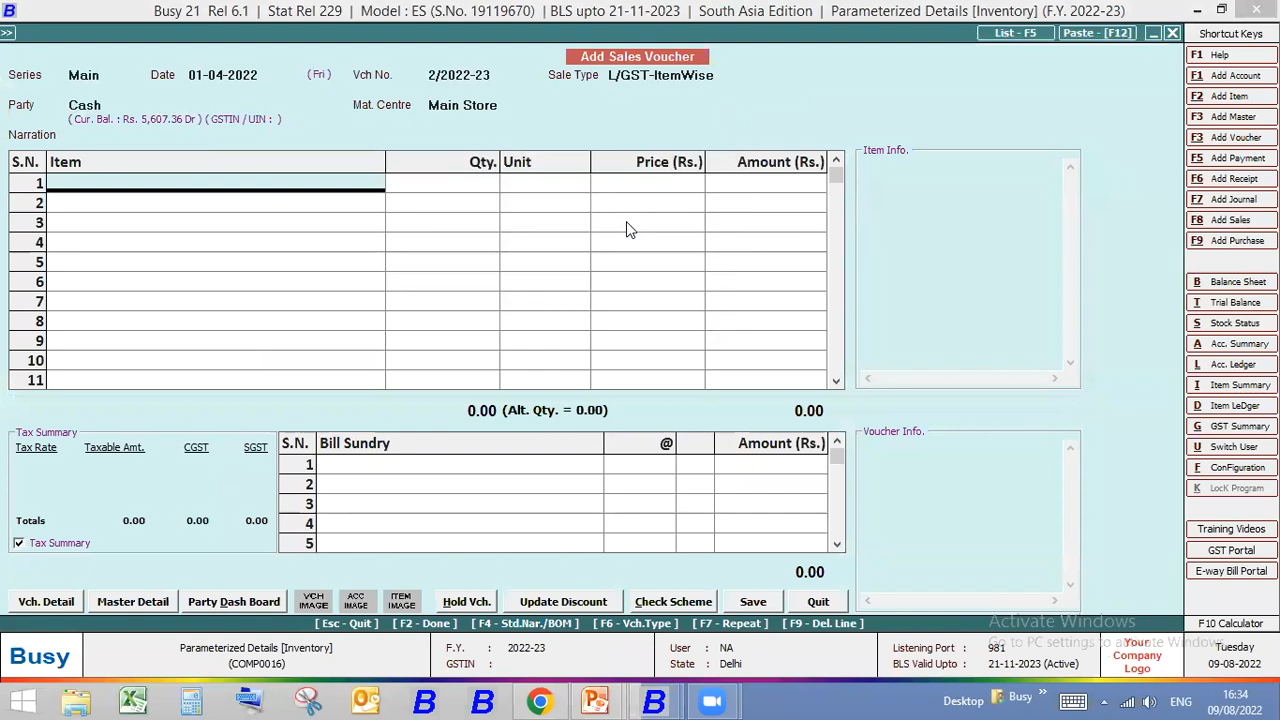 Busy 21 Rel 6.1 | Stat Rel 229 | Model : ES (S.No. 19119670) | BLS upto 21-11-2023 | South Asia Edition | Parameterized Details [Inventory] (F.Y. 2022-23)
>> List - F5 Paste - [F12] Shortcut Keys
Add Sales Voucher
F1 Help
Series Main Date 01-04-2022 (Fri) Vch No. 2/2022-23 Sale Type L/GST-ItemWise
F1 Add Account
F2 Add Item
Party Cash Mat. Centre Main Store
( Cur. Bal. : Rs. 5,607.36 Dr ) ( GSTIN / UIN : )
F3 Add Master
Narration
F3 Add Voucher
S.N. Item Qty. Unit Price (Rs.) Amount (Rs.) Item Info.
F5 Add Payment
1
F6 Add Receipt
2
F7 Add Journal
3
F8 Add Sales
4
F9 Add Purchase
5
6
B Balance Sheet
7
T Trial Balance
8
S Stock Status
9
A Acc. Summary
10
L Acc. Ledger
11
I Item Summary
0.00 (Alt. Qty. = 0.00) 0.00
D Item LeDger
Tax Summary
Tax Rate Taxable Amt. CGST SGST
S.N. Bill Sundry @ Amount (Rs.) Voucher Info.
G GST Summary
U Switch User
1
F ConFiguration
2
K LocK Program
3
4
5
Totals 0.00 0.00 0.00
Tax Summary
Training Videos
GST Portal
0.00
E-way Bill Portal
Vch. Detail Master Detail Party Dash Board VCH IMAGE ACC IMAGE ITEM IMAGE Hold Vch. Update Discount Check Scheme Save Quit
[ Esc - Quit ] [ F2 - Done ] [ F4 - Std.Nar./BOM ] [ F6 - Vch.Type ] [ F7 - Repeat ] [ F9 - Del. Line ]
F10 Calculator
Activate Windows
Go to PC settings to activate Windows.
Busy
Parameterized Details [Inventory]
(COMP0016)
F.Y. : 2022-23
GSTIN :
User : NA
State : Delhi
Listening Port : 981
BLS Valid Upto : 21-11-2023 (Active)
Your
Company
Logo
Tuesday
09-08-2022
Desktop Busy ENG 16:34
09/08/2022